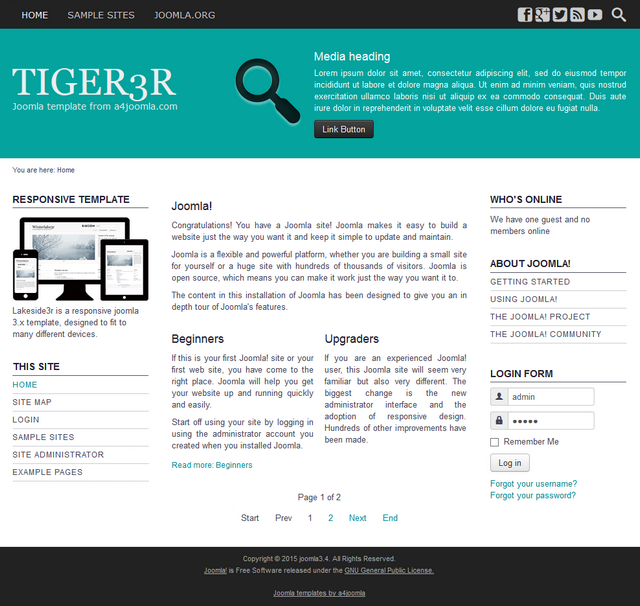 HOME SAMPLE SITES JOOMLA.ORG
TIGER3R
Joomla template from a4joomla.com
Media heading
Lorem ipsum dolor sit amet, consectetur adipiscing elit, sed do eiusmod tempor
incididunt ut labore et dolore magna aliqua. Ut enim ad minim veniam, quis nostrud
exercitation ullamco laboris nisi ut aliquip ex ea commodo consequat. Duis aute
irure dolor in reprehenderit in voluptate velit esse cillum dolore eu fugiat nulla.
Link Button
You are here: Home
RESPONSIVE TEMPLATE
Lakeside3r is a responsive joomla
3.x template, designed to fit to
many different devices.
THIS SITE
HOME
SITE MAP
LOGIN
SAMPLE SITES
SITE ADMINISTRATOR
EXAMPLE PAGES
Joomla!
Congratulations! You have a Joomla site! Joomla makes it easy to build a
website just the way you want it and keep it simple to update and maintain.
Joomla is a flexible and powerful platform, whether you are building a small site
for yourself or a huge site with hundreds of thousands of visitors. Joomla is
open source, which means you can make it work just the way you want it to.
The content in this installation of Joomla has been designed to give you an in
depth tour of Joomla's features.
Beginners
If this is your first Joomla! site or your
first web site, you have come to the
right place. Joomla will help you get
your website up and running quickly
and easily.
Start off using your site by logging in
using the administrator account you
created when you installed Joomla.
Read more: Beginners
Upgraders
If you are an experienced Joomla!
user, this Joomla site will seem very
familiar but also very different. The
biggest change is the new
administrator interface and the
adoption of responsive design.
Hundreds of other improvements have
been made.
Page 1 of 2
Start Prev 1 2 Next End
WHO'S ONLINE
We have one guest and no
members online
ABOUT JOOMLA!
GETTING STARTED
USING JOOMLA!
THE JOOMLA! PROJECT
THE JOOMLA! COMMUNITY
LOGIN FORM
admin
●●●●●
Remember Me
Log in
Forgot your username?
Forgot your password?
Copyright © 2015 joomla3.4. All Rights Reserved.
Joomla! is Free Software released under the GNU General Public License.
Joomla templates by a4joomla